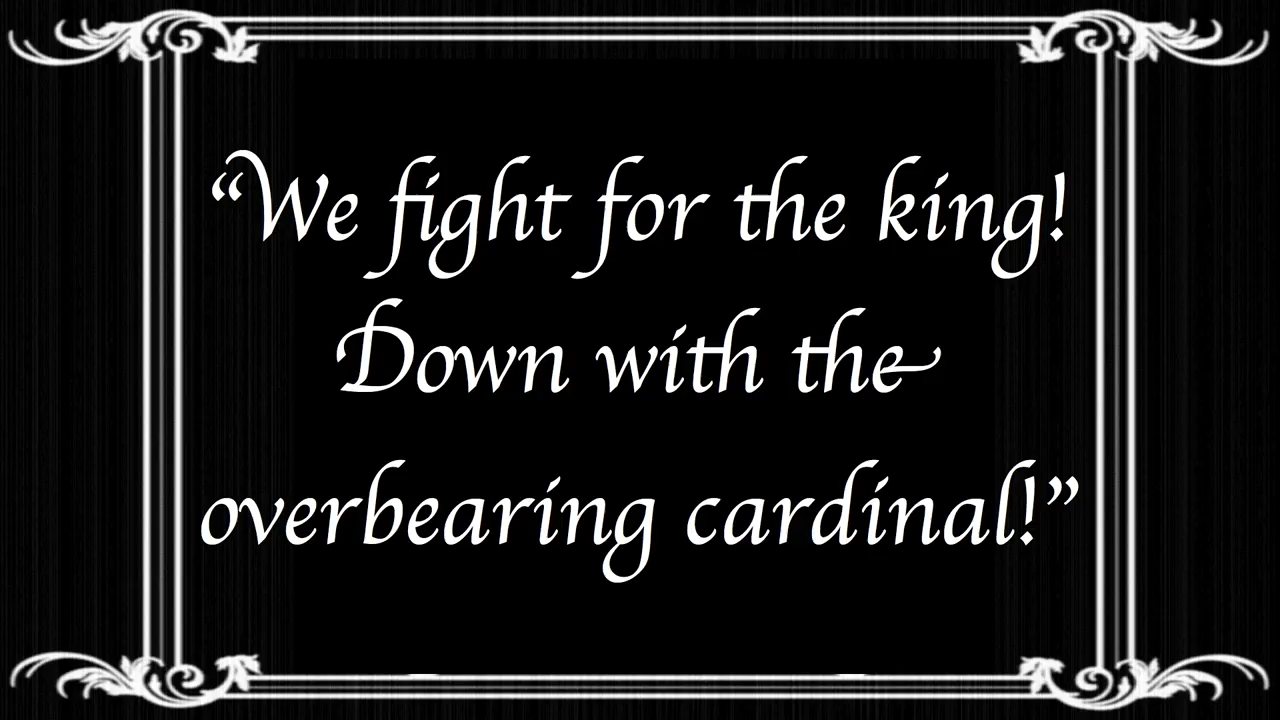 “We fight for the king!
Down with the
overbearing cardinal!”